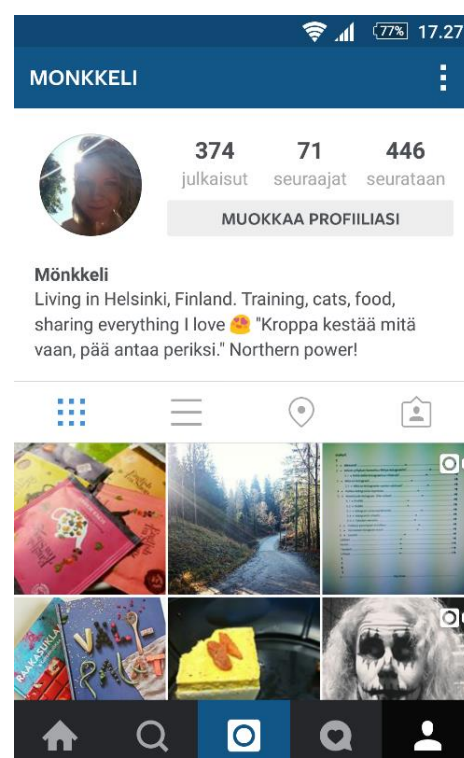 77% 17.27
MONKKELI
374 71 446
julkaisut seuraajat seurataan
MUOKKAA PROFIILIASI
Mönkkeli
Living in Helsinki, Finland. Training, cats, food,
sharing everything I love 😍 "Kroppa kestää mitä
vaan, pää antaa periksi." Northern power!
RAAKASUKLA